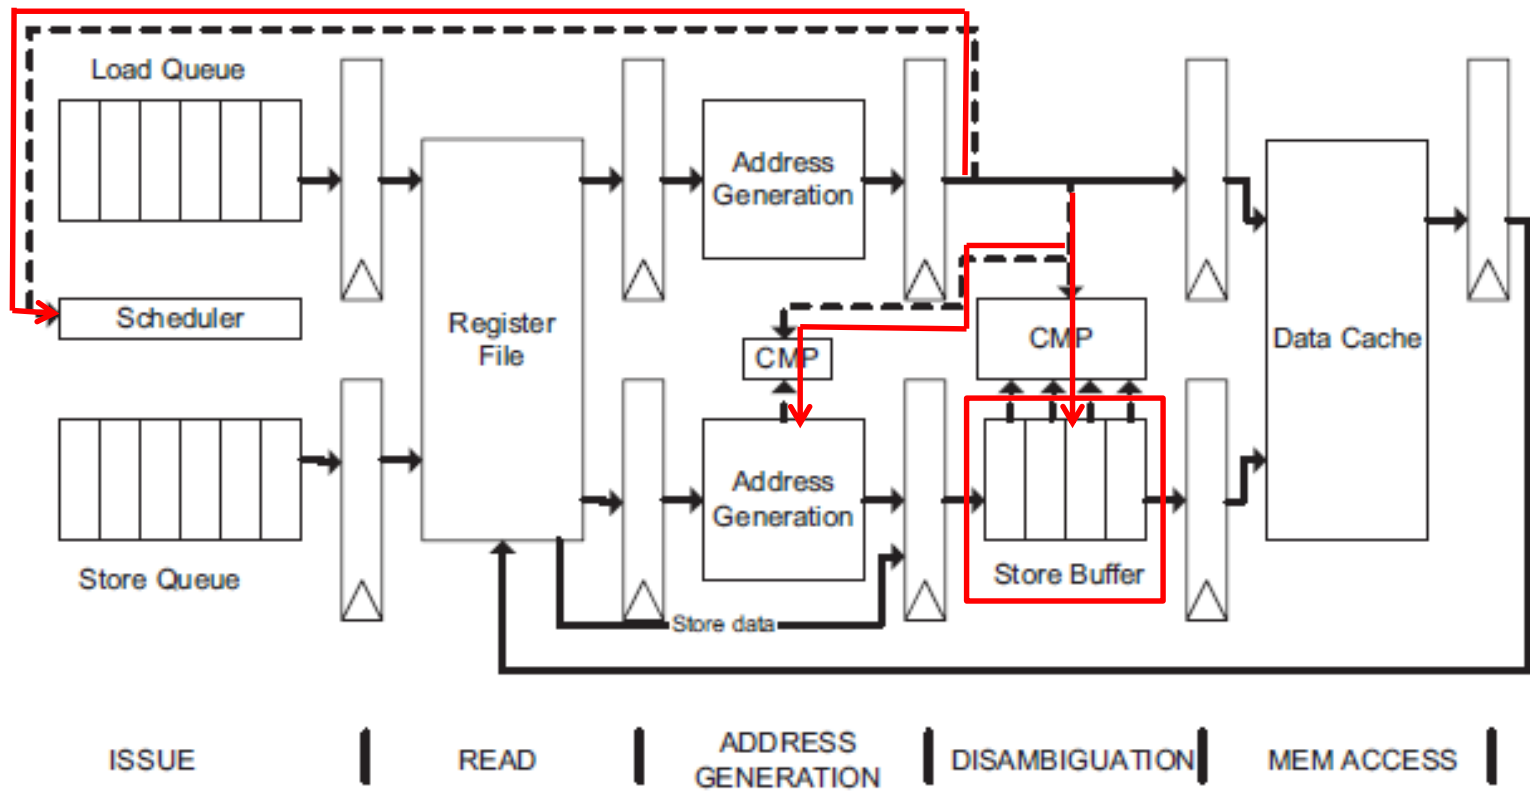 Load Queue
Scheduler
Store Queue
Register
File
Address
Generation
CMP
Address
Generation
Store data
CMP
Store Buffer
Data Cache
ISSUE
READ
ADDRESS
GENERATION
DISAMBIGUATION
MEM ACCESS